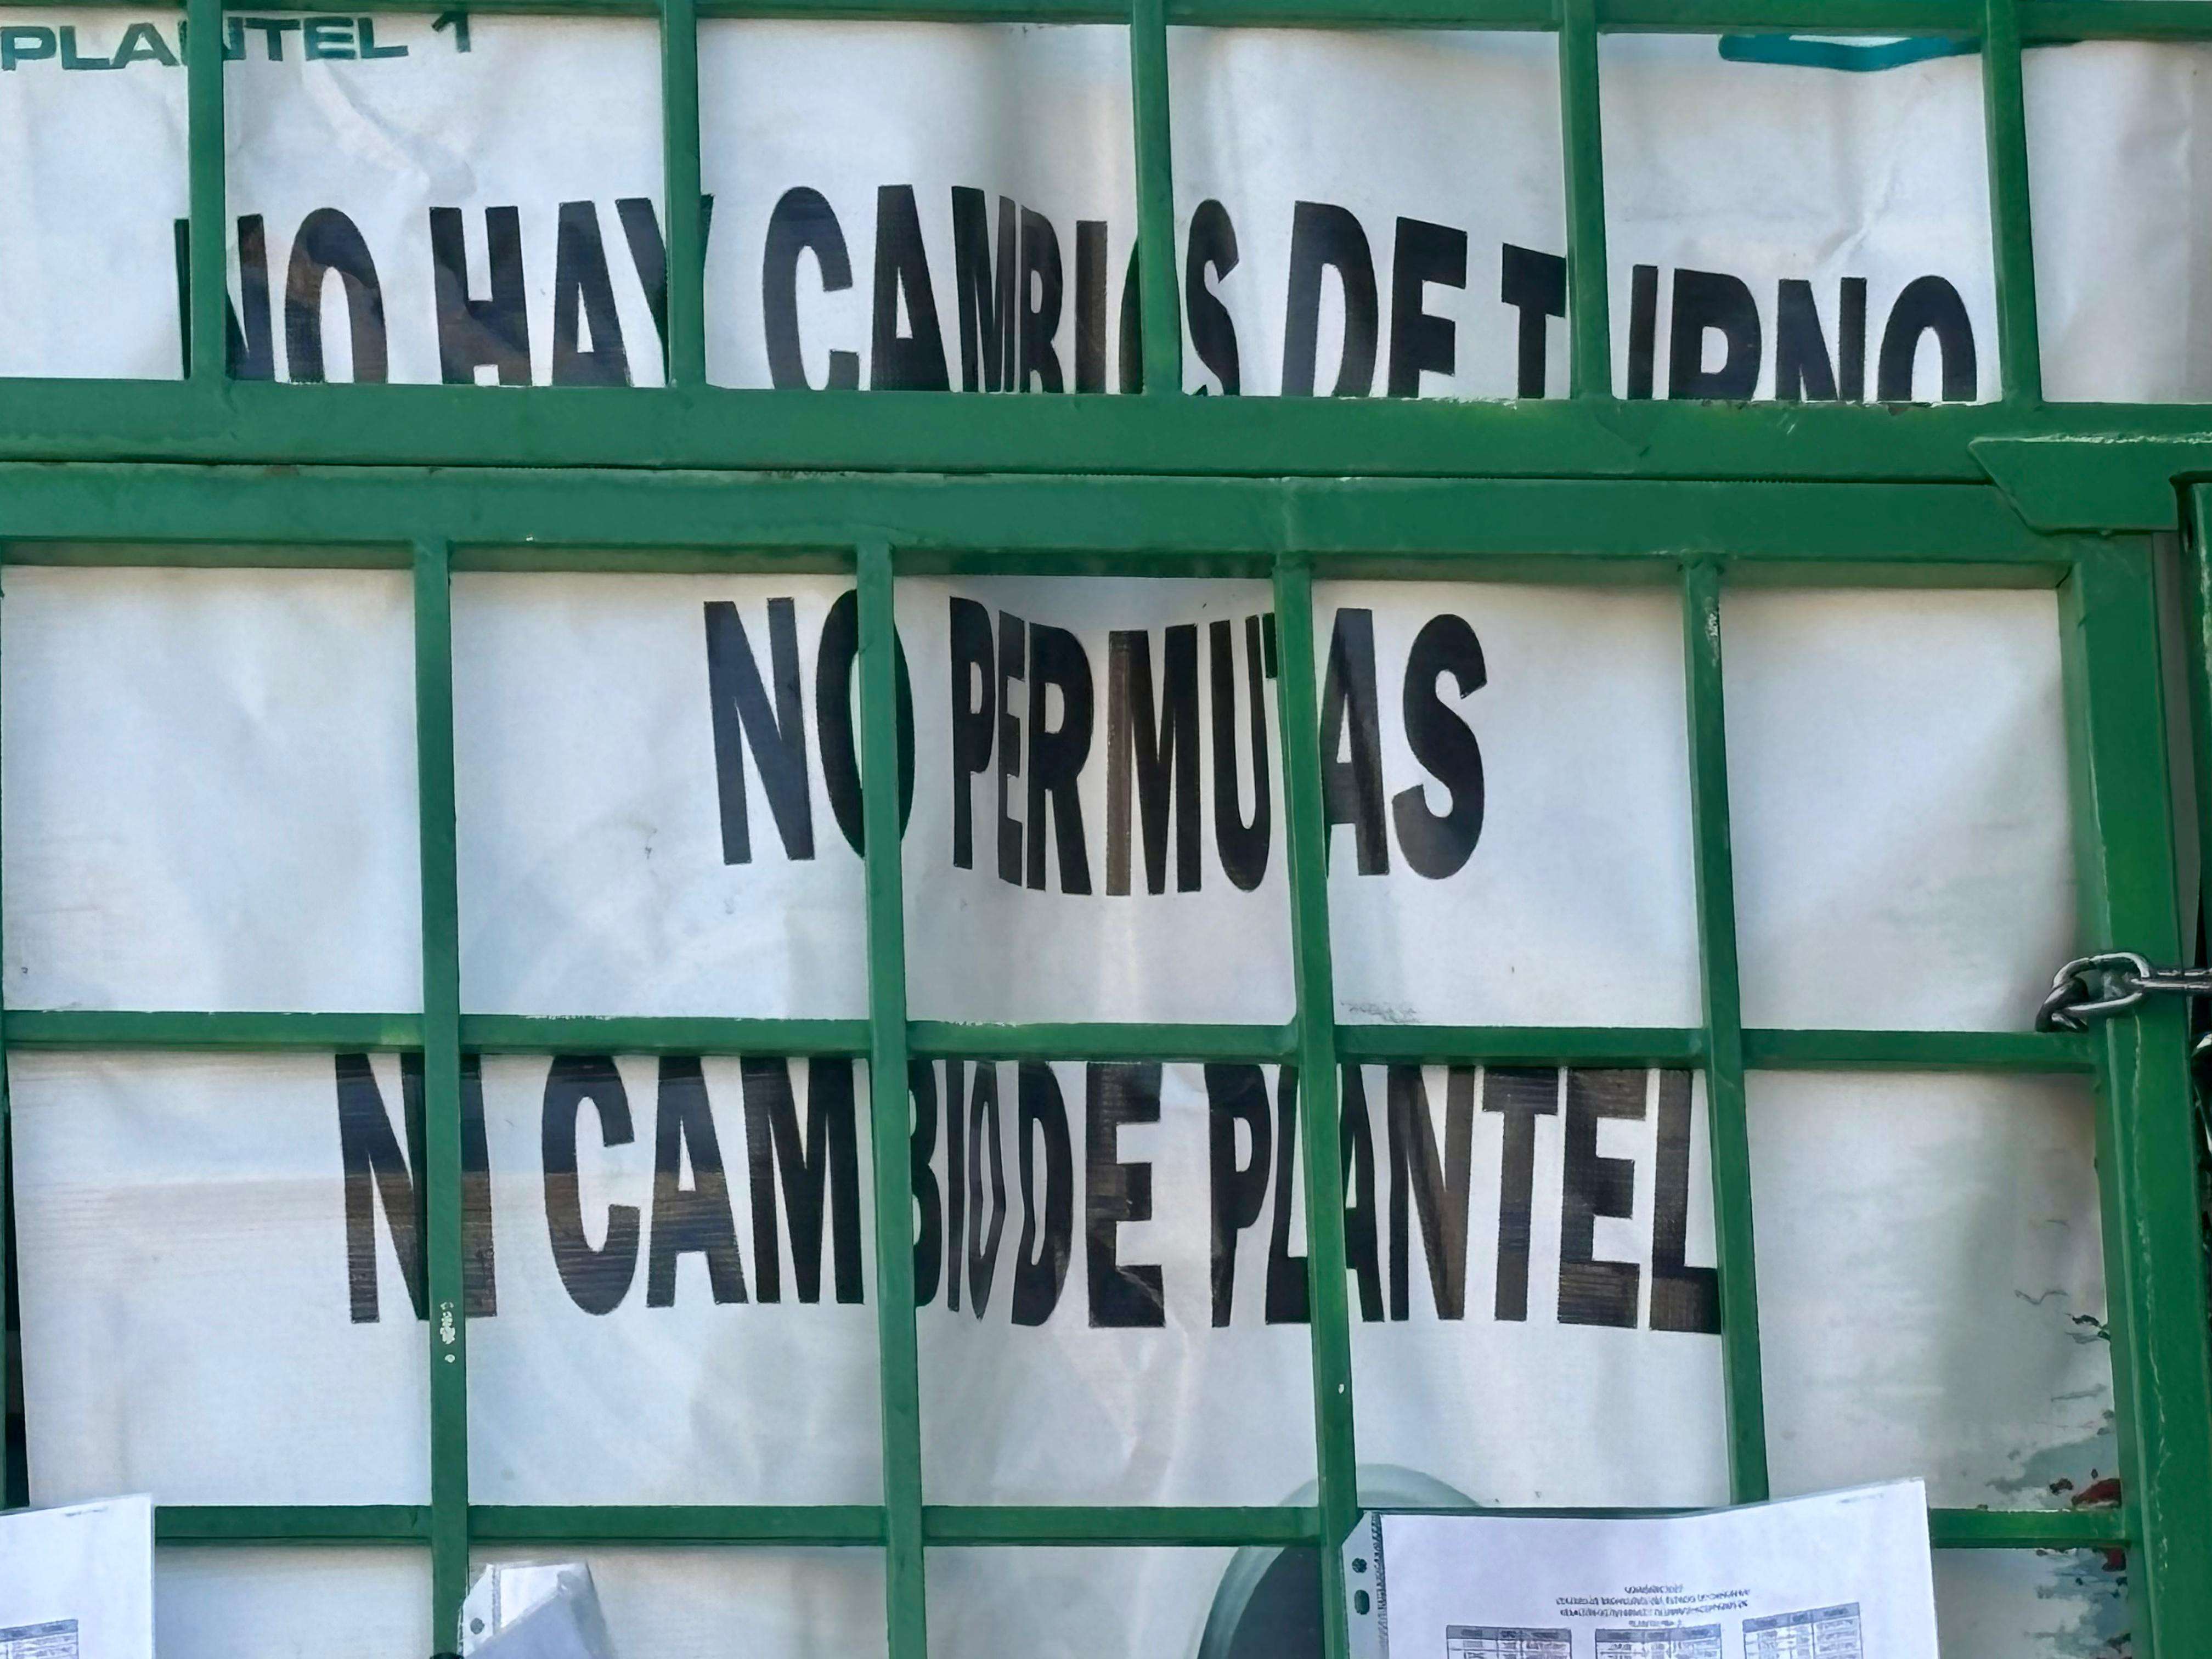 PLANTEL 1
NO HAY CAMBIOS DE TURNO
NO PERMUTAS
NI CAMBIO DE PLANTEL